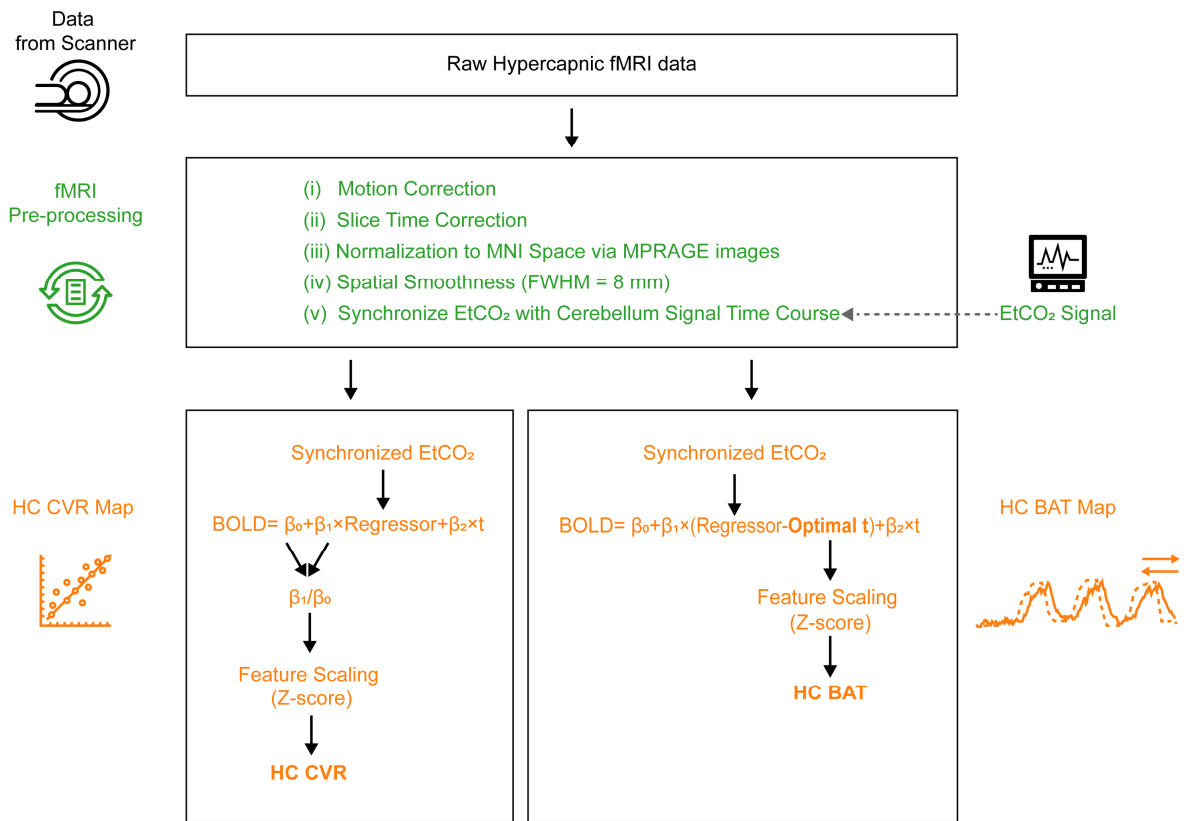 Data
from Scanner
Raw Hypercapnic fMRI data
fMRI
Pre-processing
(i) Motion Correction
(ii) Slice Time Correction
(iii) Normalization to MNI Space via MPRAGE images
(iv) Spatial Smoothness (FWHM = 8 mm)
(v) Synchronize EtCO₂ with Cerebellum Signal Time Course
EtCO₂ Signal
HC CVR Map
Synchronized EtCO₂
BOLD= β₀+β₁×Regressor+β₂×t
β₁/β₀
Feature Scaling
(Z-score)
HC CVR
Synchronized EtCO₂
BOLD= β₀+β₁×(Regressor-Optimal t)+β₂×t
Feature Scaling
(Z-score)
HC BAT
HC BAT Map